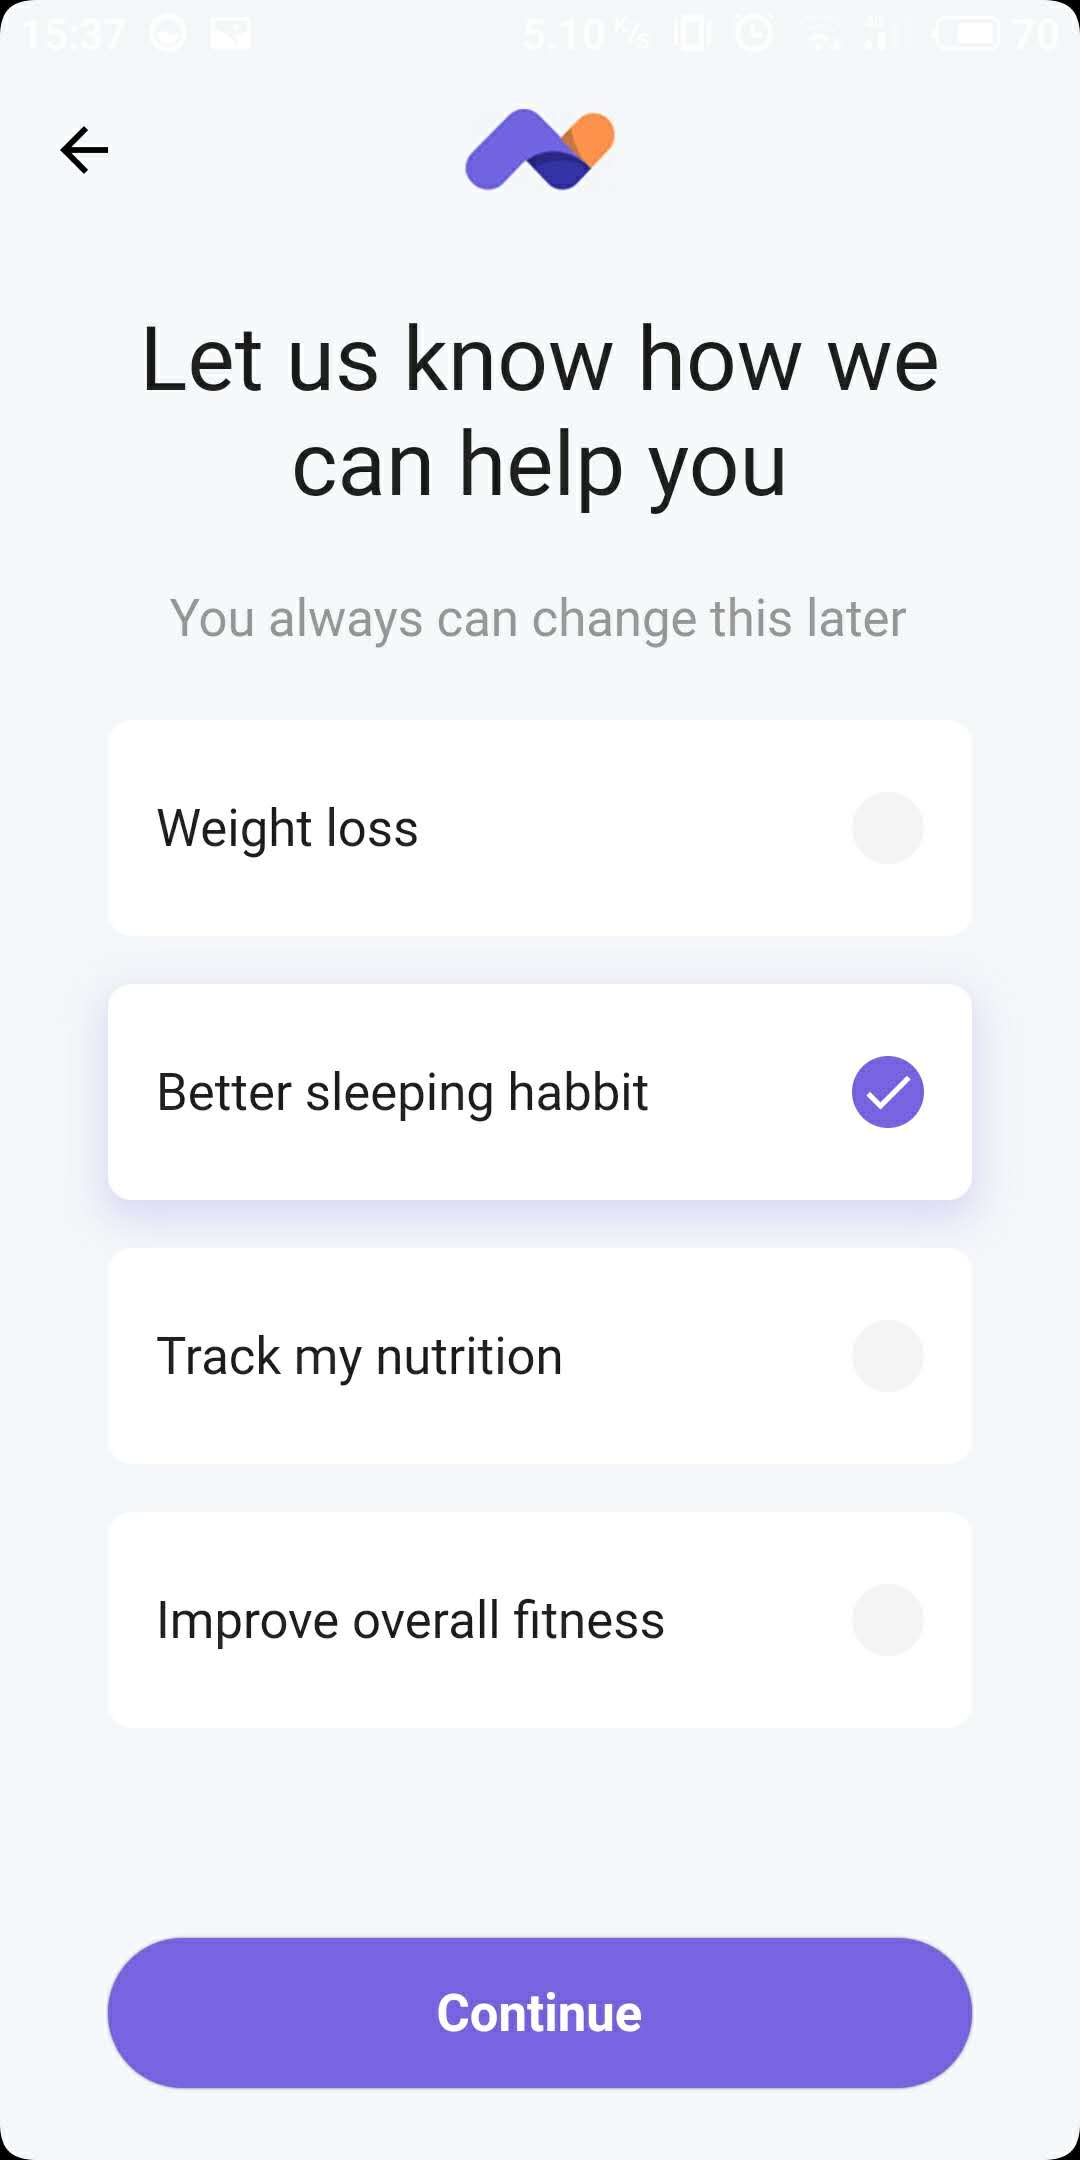 15:37 5.10 K/s 4G 70
Let us know how we
can help you
You always can change this later
Weight loss
Better sleeping habbit
Track my nutrition
Improve overall fitness
Continue